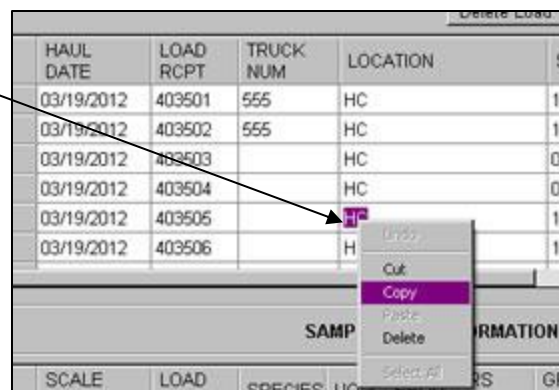 Delete Load
HAUL DATE LOAD RCPT TRUCK NUM LOCATION S
03/19/2012 403501 555 HC 1
03/19/2012 403502 555 HC 1
03/19/2012 403503 HC 0
03/19/2012 403504 HC 0
03/19/2012 403505 HC 1
03/19/2012 403506 H 1
Undo
Cut
Copy
Paste
Delete
Select All
SAMP RMATION
SCALE LOAD SPECIES RS